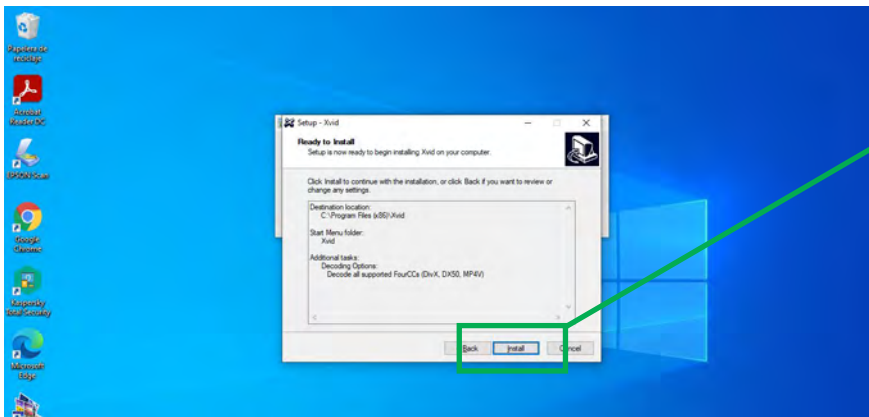 Papelera de
reciclaje
Acrobat
Reader DC
EPSON Scan
Google
Chrome
Kaspersky
Total Security
Microsoft
Edge
Setup - Xvid
Ready to Install
Setup is now ready to begin installing Xvid on your computer.
Click Install to continue with the installation, or click Back if you want to review or
change any settings.
Destination location:
C:\Program Files (x86)\Xvid
Start Menu folder:
Xvid
Additional tasks:
Decoding Options:
Decode all supported FourCCs (DivX, DX50, MP4V)
Back Install Cancel